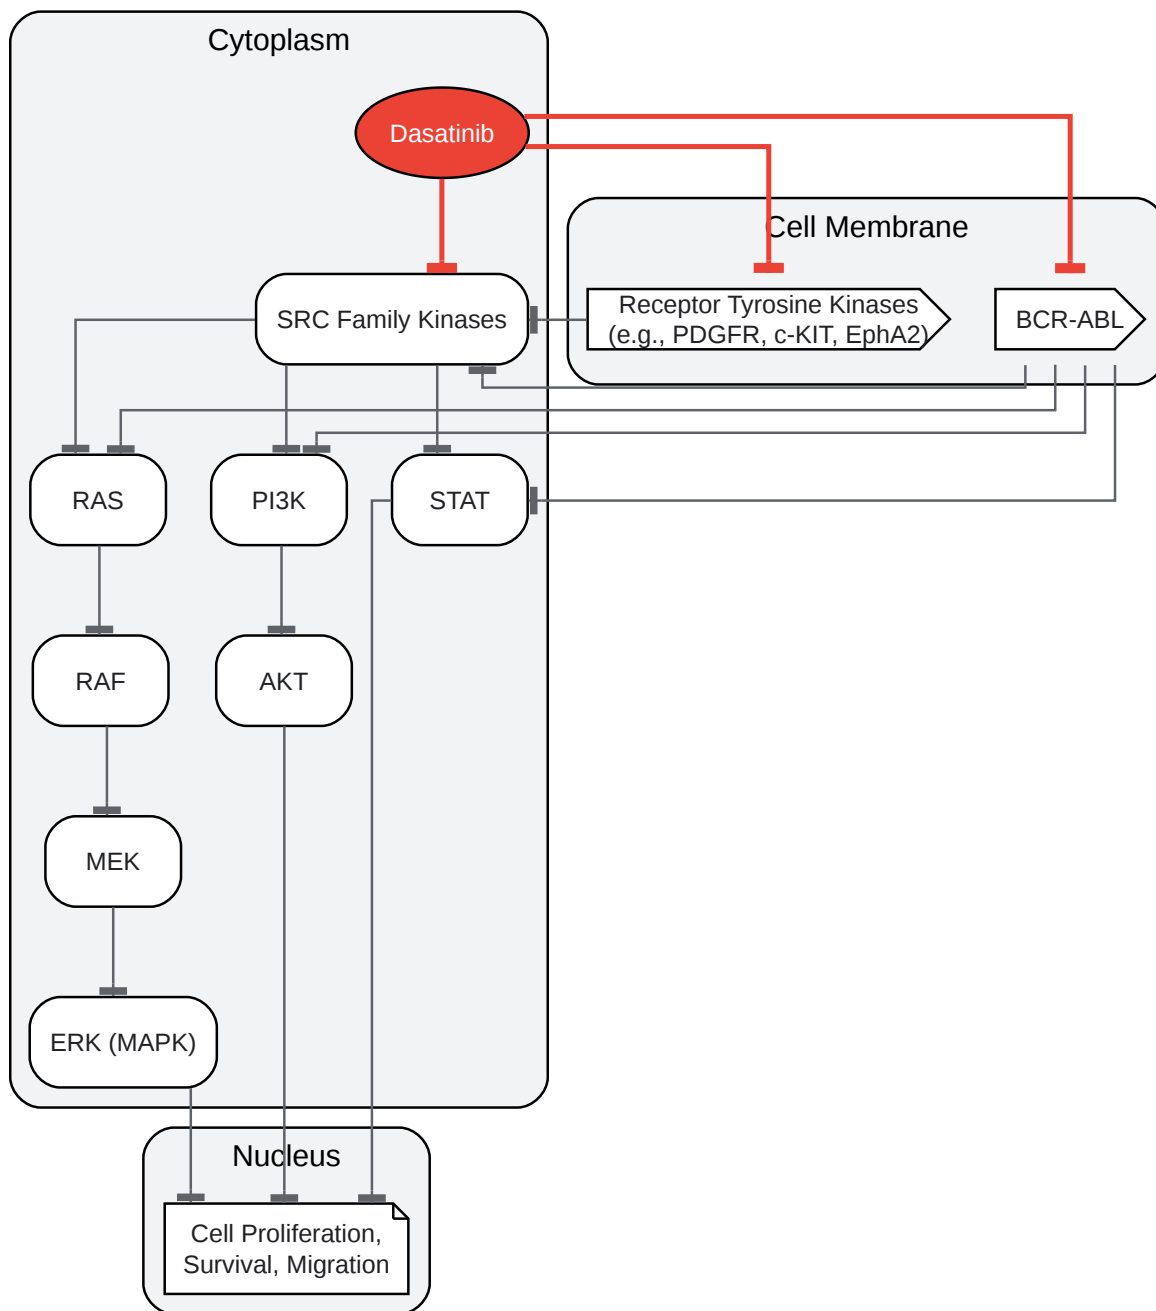 Cytoplasm
Dasatinib
Cell Membrane
Receptor Tyrosine Kinases
(e.g., PDGFR, c-KIT, EphA2)
BCR-ABL
SRC Family Kinases
RAS
PI3K
STAT
RAF
AKT
MEK
ERK (MAPK)
Nucleus
Cell Proliferation,
Survival, Migration